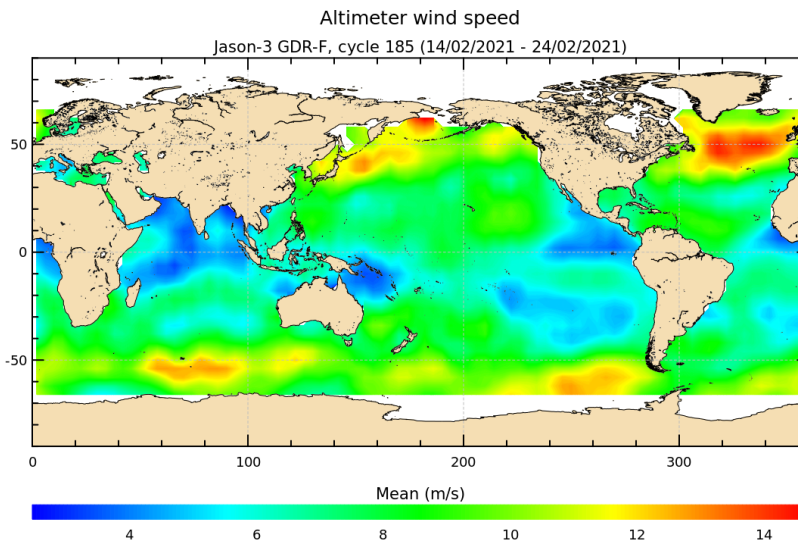 Altimeter wind speed
Jason-3 GDR-F, cycle 185 (14/02/2021 - 24/02/2021)
50
0
-50
0 100 200 300
Mean (m/s)
4 6 8 10 12 14